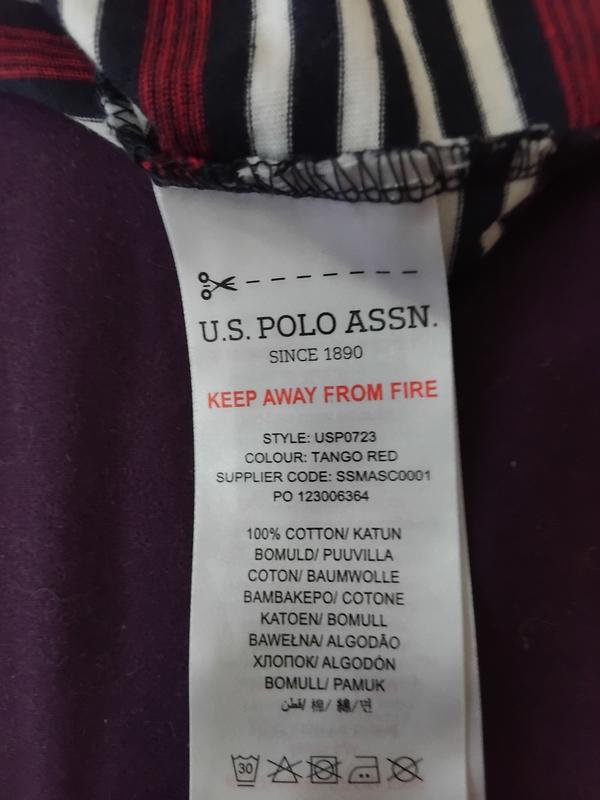 U.S. POLO ASSN.
SINCE 1890
KEEP AWAY FROM FIRE
STYLE: USP0723
COLOUR: TANGO RED
SUPPLIER CODE: SSMASC0001
PO 123006364
100% COTTON/ KATUN
BOMULD/ PUUVILLA
COTON/ BAUMWOLLE
BAMBAKEPO/ COTONE
KATOEN/ BOMULL
BAWEŁNA/ ALGODÃO
ХЛОПОК/ ALGODÓN
BOMULL/ PAMUK
قطن/ 棉/ 綿/면
30